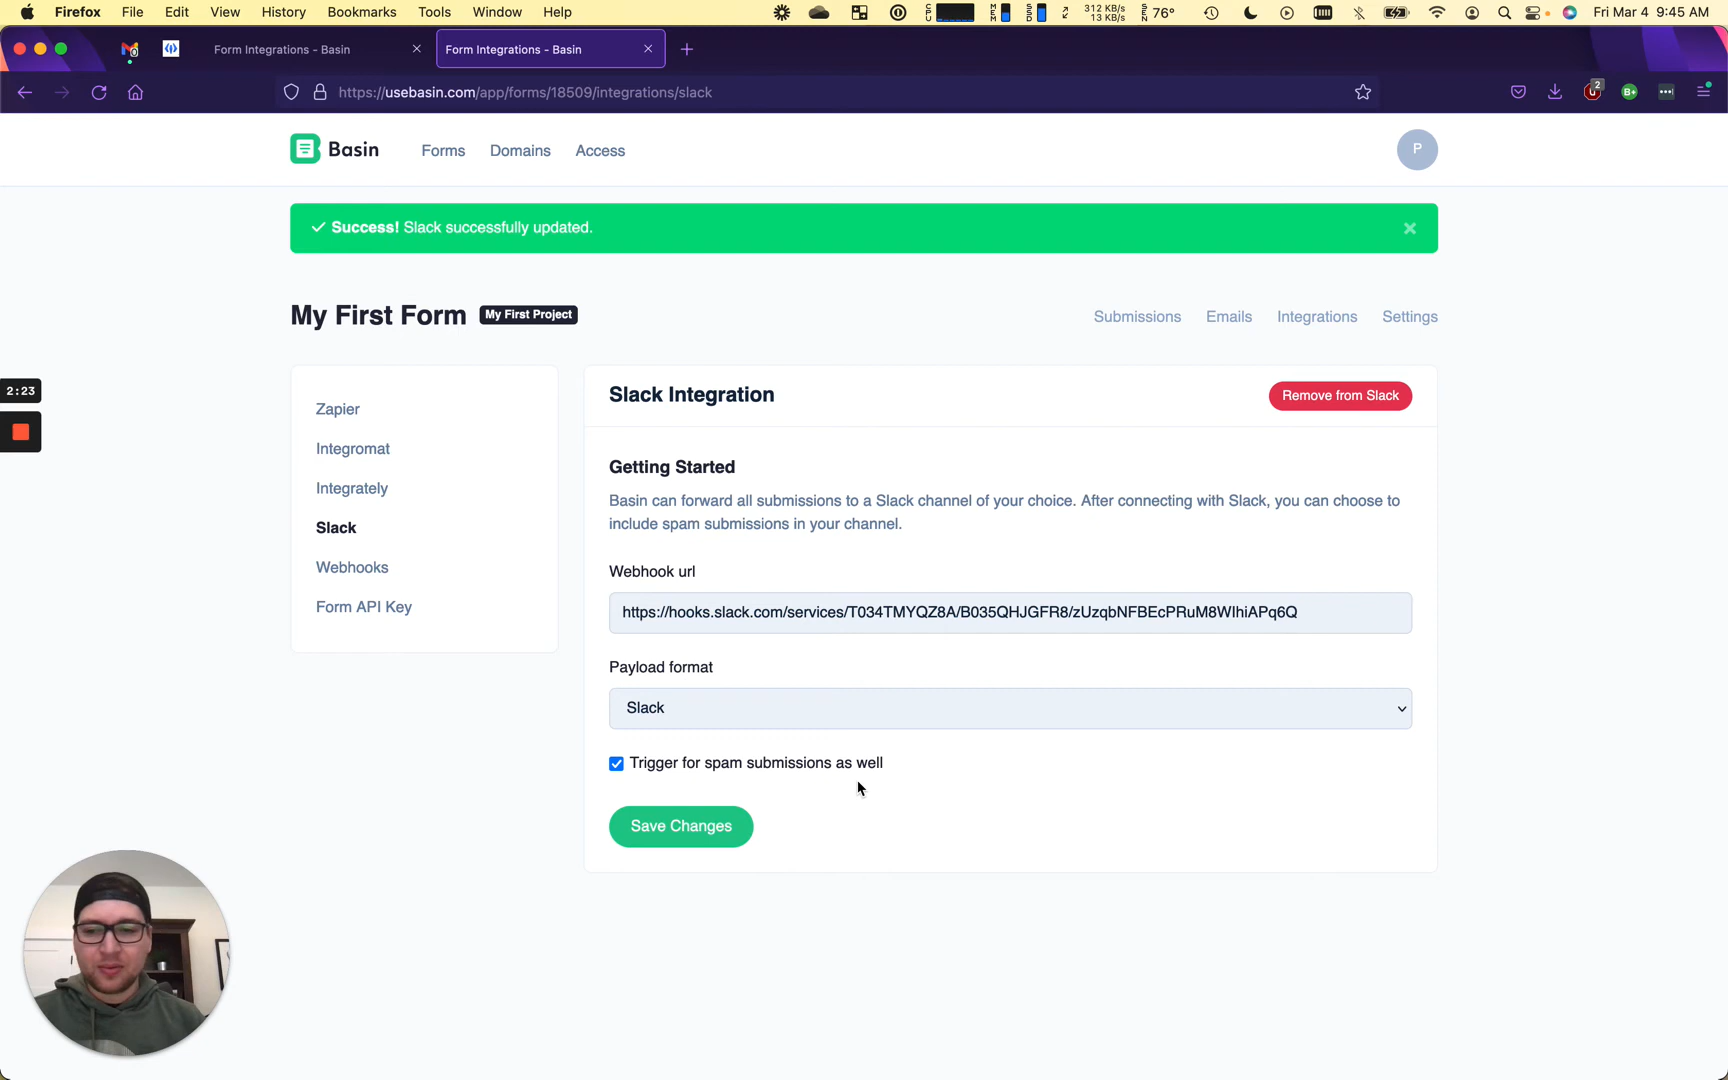 Firefox File Edit View History Bookmarks Tools Window Help
312 KB/s
13 KB/s
76°
Fri Mar 4 9:45 AM
Form Integrations - Basin
Form Integrations - Basin
https://usebasin.com/app/forms/18509/integrations/slack
2
B+
Basin Forms Domains Access P
Success! Slack successfully updated.
My First Form My First Project
Submissions Emails Integrations Settings
2:23
Zapier
Integromat
Integrately
Slack
Webhooks
Form API Key
Slack Integration
Remove from Slack
Getting Started
Basin can forward all submissions to a Slack channel of your choice. After connecting with Slack, you can choose to
include spam submissions in your channel.
Webhook url
https://hooks.slack.com/services/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
Payload format
Slack
Trigger for spam submissions as well
Save Changes